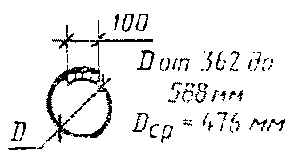 100
D от 362 до
588 мм
Dср = 476 мм
D